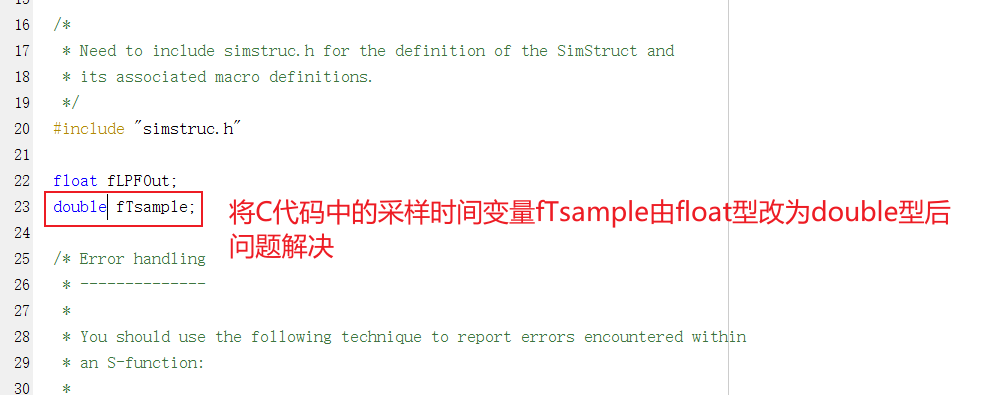 15
16 /*
17 * Need to include simstruc.h for the definition of the SimStruct and
18 * its associated macro definitions.
19 */
20 #include "simstruc.h"
21
22 float fLPFOut;
23 double fTsample;
将C代码中的采样时间变量fTsample由float型改为double型后
问题解决
24
25 /* Error handling
26 * --------------
27 *
28 * You should use the following technique to report errors encountered within
29 * an S-function:
30 *